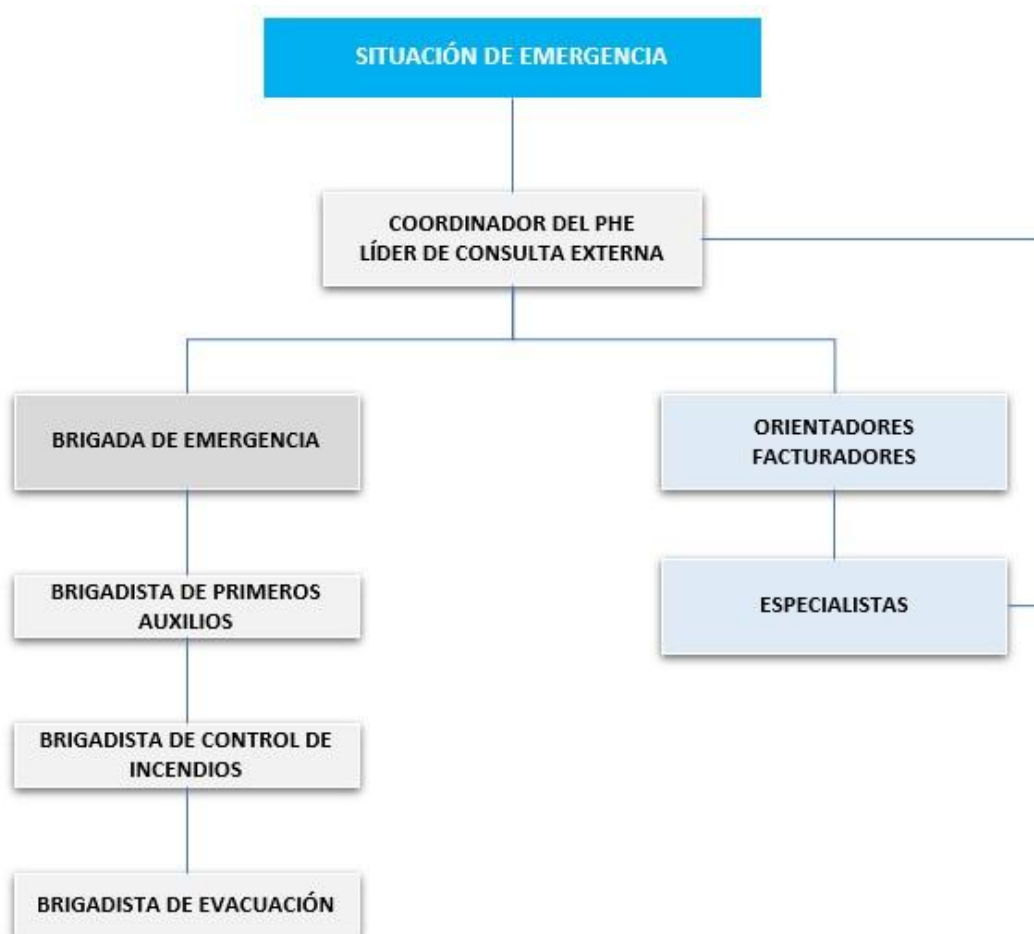 SITUACIÓN DE EMERGENCIA
COORDINADOR DEL PHE
LÍDER DE CONSULTA EXTERNA
BRIGADA DE EMERGENCIA
ORIENTADORES
FACTURADORES
BRIGADISTA DE PRIMEROS
AUXILIOS
ESPECIALISTAS
BRIGADISTA DE CONTROL DE
INCENDIOS
BRIGADISTA DE EVACUACIÓN